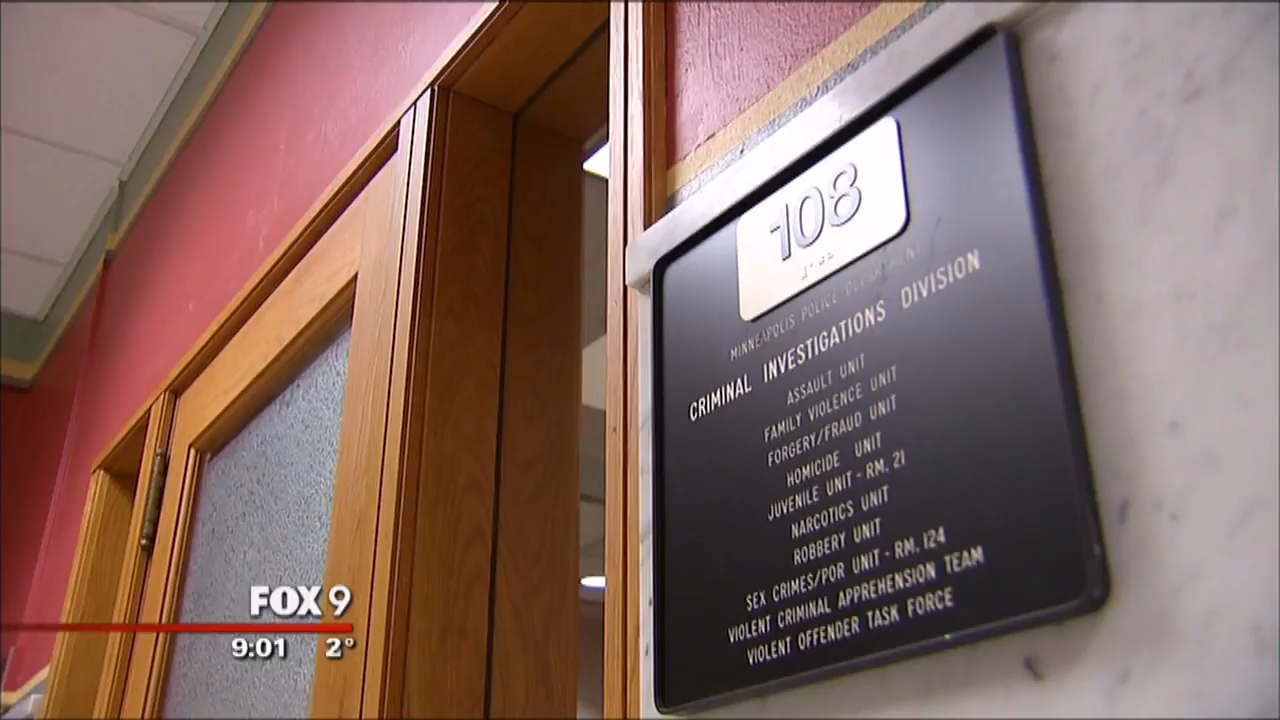 108
MINNEAPOLIS POLICE DEPARTMENT
CRIMINAL INVESTIGATIONS DIVISION
ASSAULT UNIT
FAMILY VIOLENCE UNIT
FORGERY/FRAUD UNIT
HOMICIDE UNIT
JUVENILE UNIT - RM. 21
NARCOTICS UNIT
ROBBERY UNIT
SEX CRIMES/POR UNIT - RM. 124
VIOLENT CRIMINAL APPREHENSION TEAM
VIOLENT OFFENDER TASK FORCE
FOX 9
9:01 2°